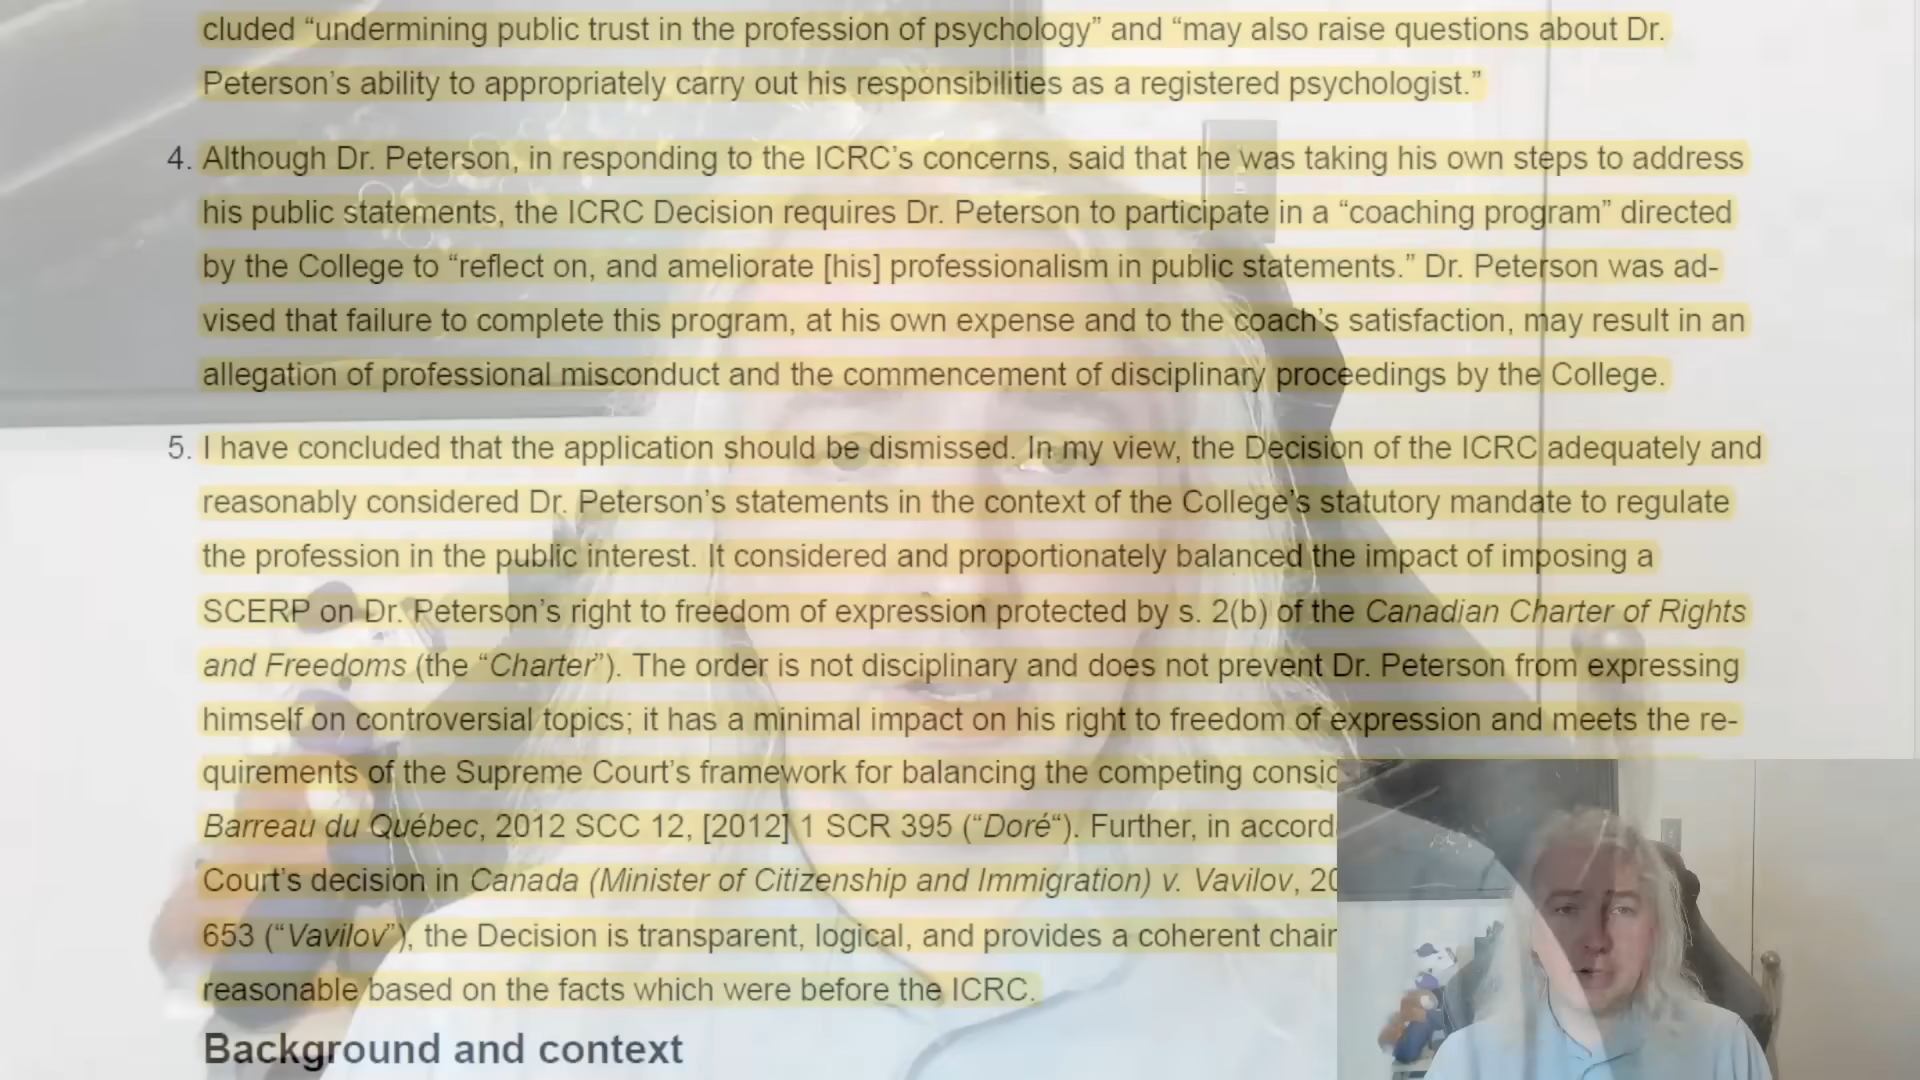 cluded “undermining public trust in the profession of psychology” and “may also raise questions about Dr.
Peterson’s ability to appropriately carry out his responsibilities as a registered psychologist.”
4. Although Dr. Peterson, in responding to the ICRC’s concerns, said that he was taking his own steps to address
his public statements, the ICRC Decision requires Dr. Peterson to participate in a “coaching program” directed
by the College to “reflect on, and ameliorate [his] professionalism in public statements.” Dr. Peterson was ad-
vised that failure to complete this program, at his own expense and to the coach’s satisfaction, may result in an
allegation of professional misconduct and the commencement of disciplinary proceedings by the College.
5. I have concluded that the application should be dismissed. In my view, the Decision of the ICRC adequately and
reasonably considered Dr. Peterson’s statements in the context of the College’s statutory mandate to regulate
the profession in the public interest. It considered and proportionately balanced the impact of imposing a
SCERP on Dr. Peterson’s right to freedom of expression protected by s. 2(b) of the Canadian Charter of Rights
and Freedoms (the “Charter”). The order is not disciplinary and does not prevent Dr. Peterson from expressing
himself on controversial topics; it has a minimal impact on his right to freedom of expression and meets the re-
quirements of the Supreme Court’s framework for balancing the competing
Barreau du Québec, 2012 SCC 12, [2012] 1 SCR 395 (“Doré“). Further, in
Court’s decision in Canada (Minister of Citizenship and Immigration) v. Vavilov,
653 (“Vavilov”), the Decision is transparent, logical, and provides a coherent
reasonable based on the facts which were before the ICRC.
Background and context